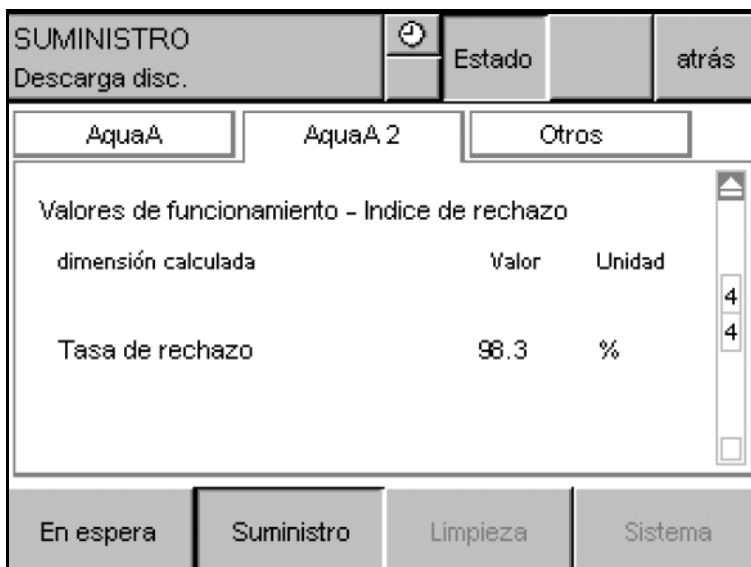 SUMINISTRO
Descarga disc.
Estado
atrás
AquaA
AquaA 2
Otros
Valores de funcionamiento - Indice de rechazo
dimensión calculada Valor Unidad
4
4
Tasa de rechazo 98.3 %
En espera
Suministro
Limpieza
Sistema